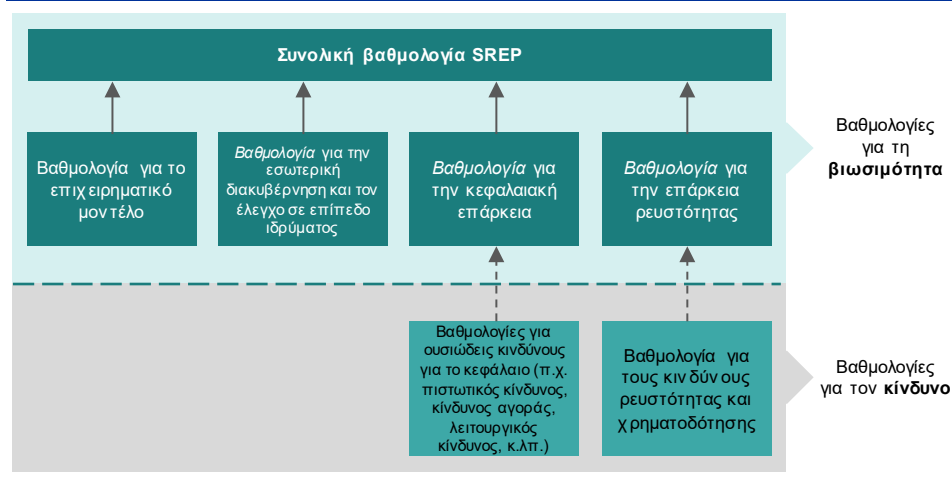 Συνολική βαθμολογία SREP
Βαθμολογία για το
επιχειρηματικό
μοντέλο
Βαθμολογία για την
εσωτερική
διακυβέρνηση και τον
έλεγχο σε επίπεδο
ιδρύματος
Βαθμολογία για
την κεφαλαιακή
επάρκεια
Βαθμολογία για
την επάρκεια
ρευστότητας
Βαθμολογίες
για τη
βιωσιμότητα
Βαθμολογίες για
ουσιώδεις κινδύνους
για το κεφάλαιο (π.χ.
πιστωτικός κίνδυνος,
κίνδυνος αγοράς,
λειτουργικός
κίνδυνος, κ.λπ.)
Βαθμολογία για
τους κινδύνους
ρευστότητας και
χρηματοδότησης
Βαθμολογίες
για τον κίνδυνο